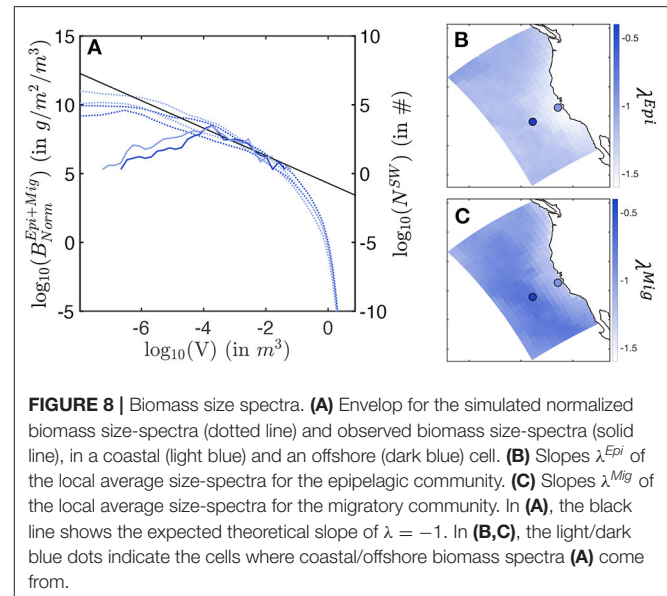 A
B
C
15
10
5
0
-5
10
5
0
-5
-10
-6
-4
-2
0
log10(B^{Epi+Mig}_{Norm}) (in g/m²/m³)
log10(N^{SW}) (in #)
log10(V) (in m³)
-0.5
-1
-1.5
λ^{Epi}
-0.5
-1
-1.5
λ^{Mig}
FIGURE 8 | Biomass size spectra. (A) Envelop for the simulated normalized
biomass size-spectra (dotted line) and observed biomass size-spectra (solid
line), in a coastal (light blue) and an offshore (dark blue) cell. (B) Slopes λ^{Epi} of
the local average size-spectra for the epipelagic community. (C) Slopes λ^{Mig} of
the local average size-spectra for the migratory community. In (A), the black
line shows the expected theoretical slope of λ = −1. In (B,C), the light/dark
blue dots indicate the cells where coastal/offshore biomass spectra (A) come
from.